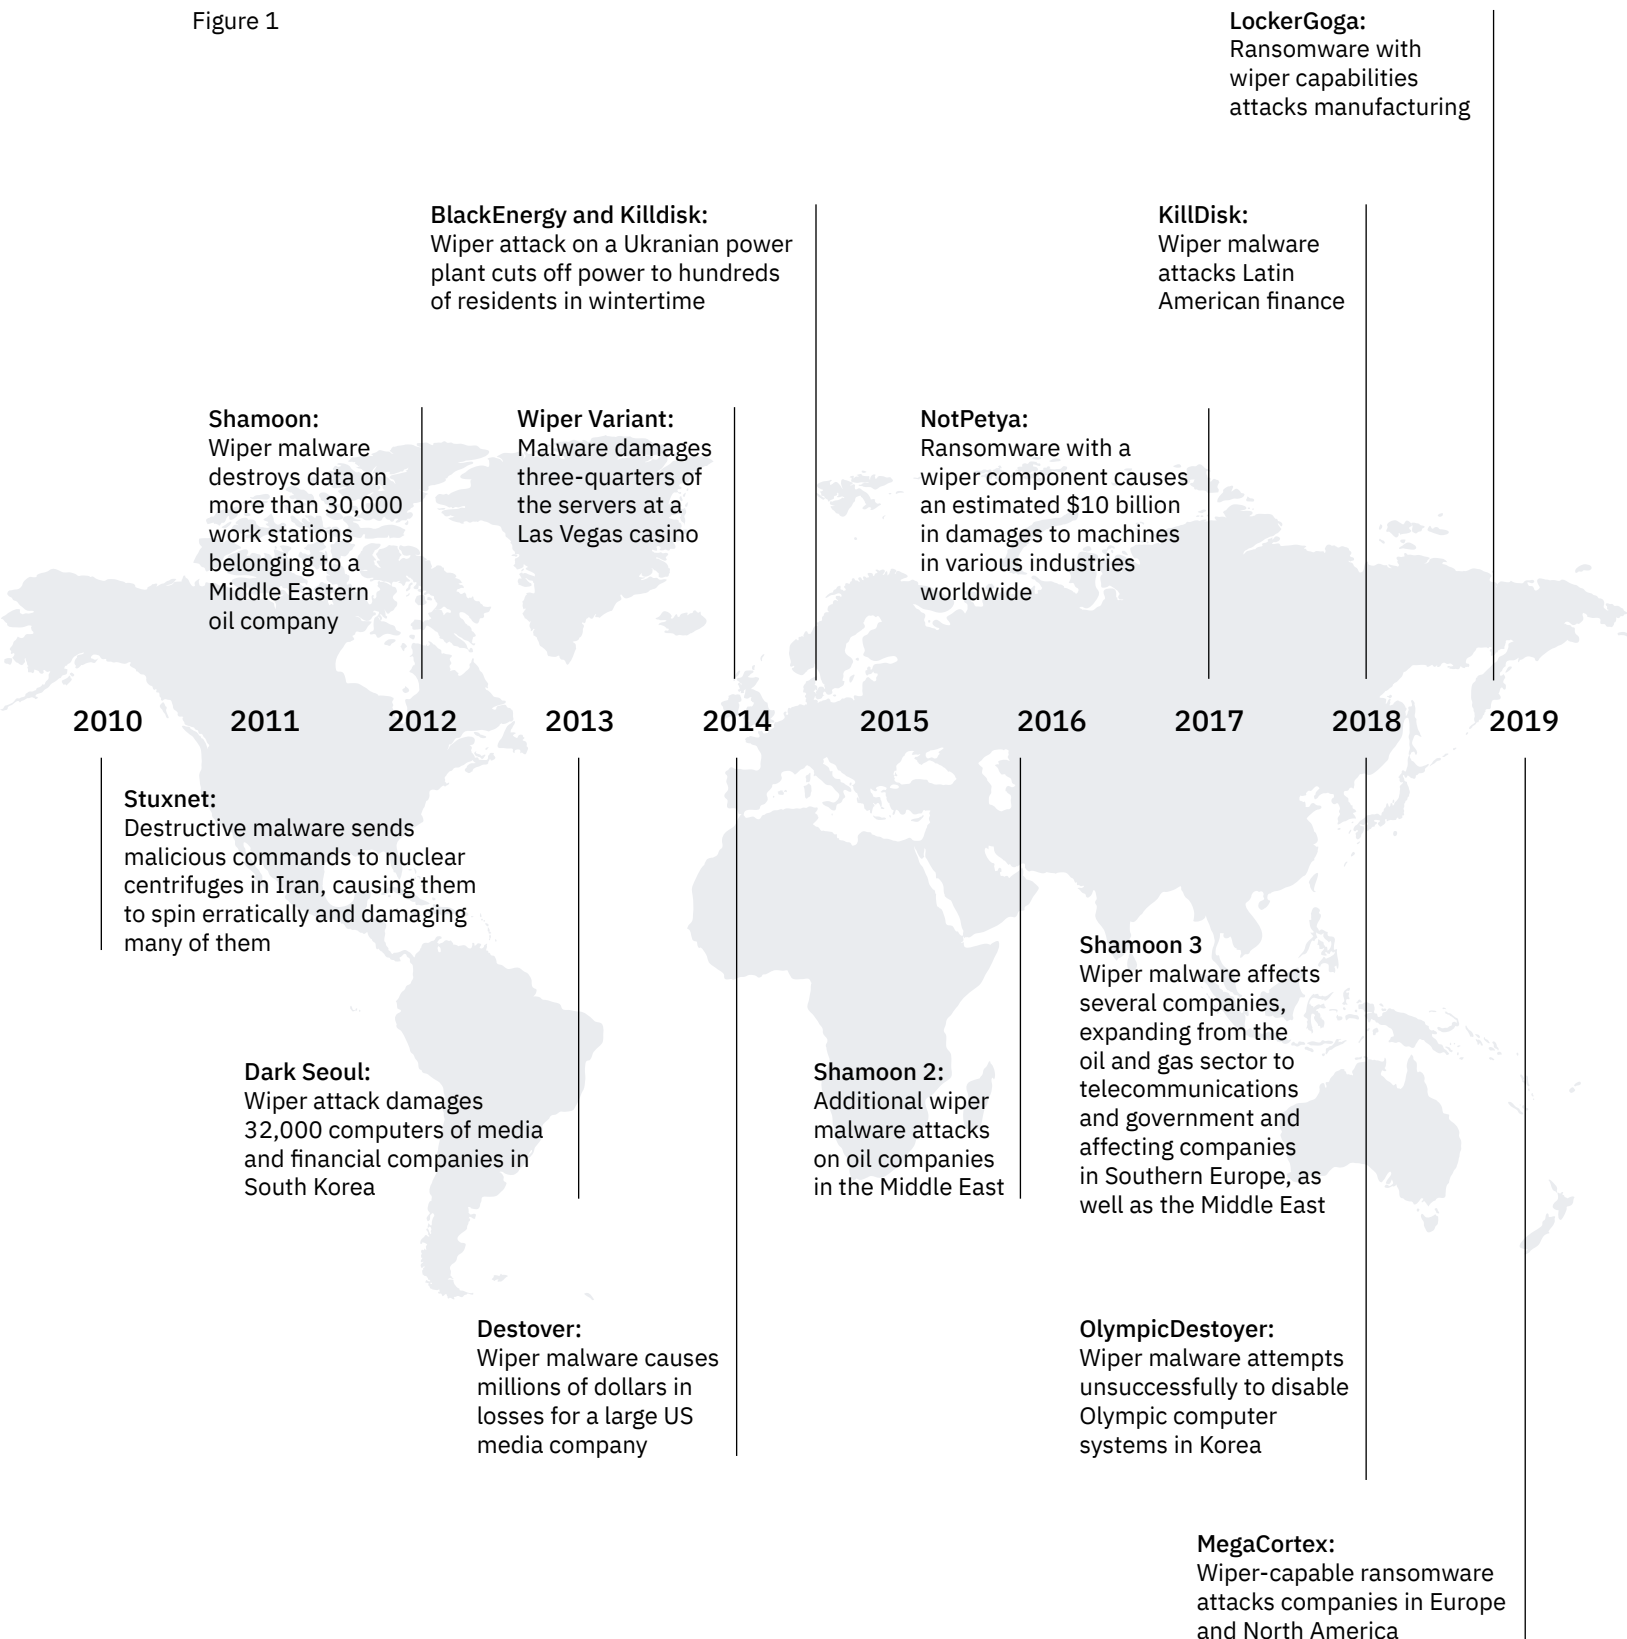 Figure 1
LockerGoga:
Ransomware with
wiper capabilities
attacks manufacturing
BlackEnergy and Killdisk:
Wiper attack on a Ukranian power
plant cuts off power to hundreds
of residents in wintertime
KillDisk:
Wiper malware
attacks Latin
American finance
Shamoon:
Wiper malware
destroys data on
more than 30,000
work stations
belonging to a
Middle Eastern
oil company
Wiper Variant:
Malware damages
three-quarters of
the servers at a
Las Vegas casino
NotPetya:
Ransomware with a
wiper component causes
an estimated $10 billion
in damages to machines
in various industries
worldwide
2010 2011 2012 2013 2014 2015 2016 2017 2018 2019
Stuxnet:
Destructive malware sends
malicious commands to nuclear
centrifuges in Iran, causing them
to spin erratically and damaging
many of them
Dark Seoul:
Wiper attack damages
32,000 computers of media
and financial companies in
South Korea
Shamoon 2:
Additional wiper
malware attacks
on oil companies
in the Middle East
Shamoon 3
Wiper malware affects
several companies,
expanding from the
oil and gas sector to
telecommunications
and government and
affecting companies
in Southern Europe, as
well as the Middle East
Destover:
Wiper malware causes
millions of dollars in
losses for a large US
media company
OlympicDestoyer:
Wiper malware attempts
unsuccessfully to disable
Olympic computer
systems in Korea
MegaCortex:
Wiper-capable ransomware
attacks companies in Europe
and North America